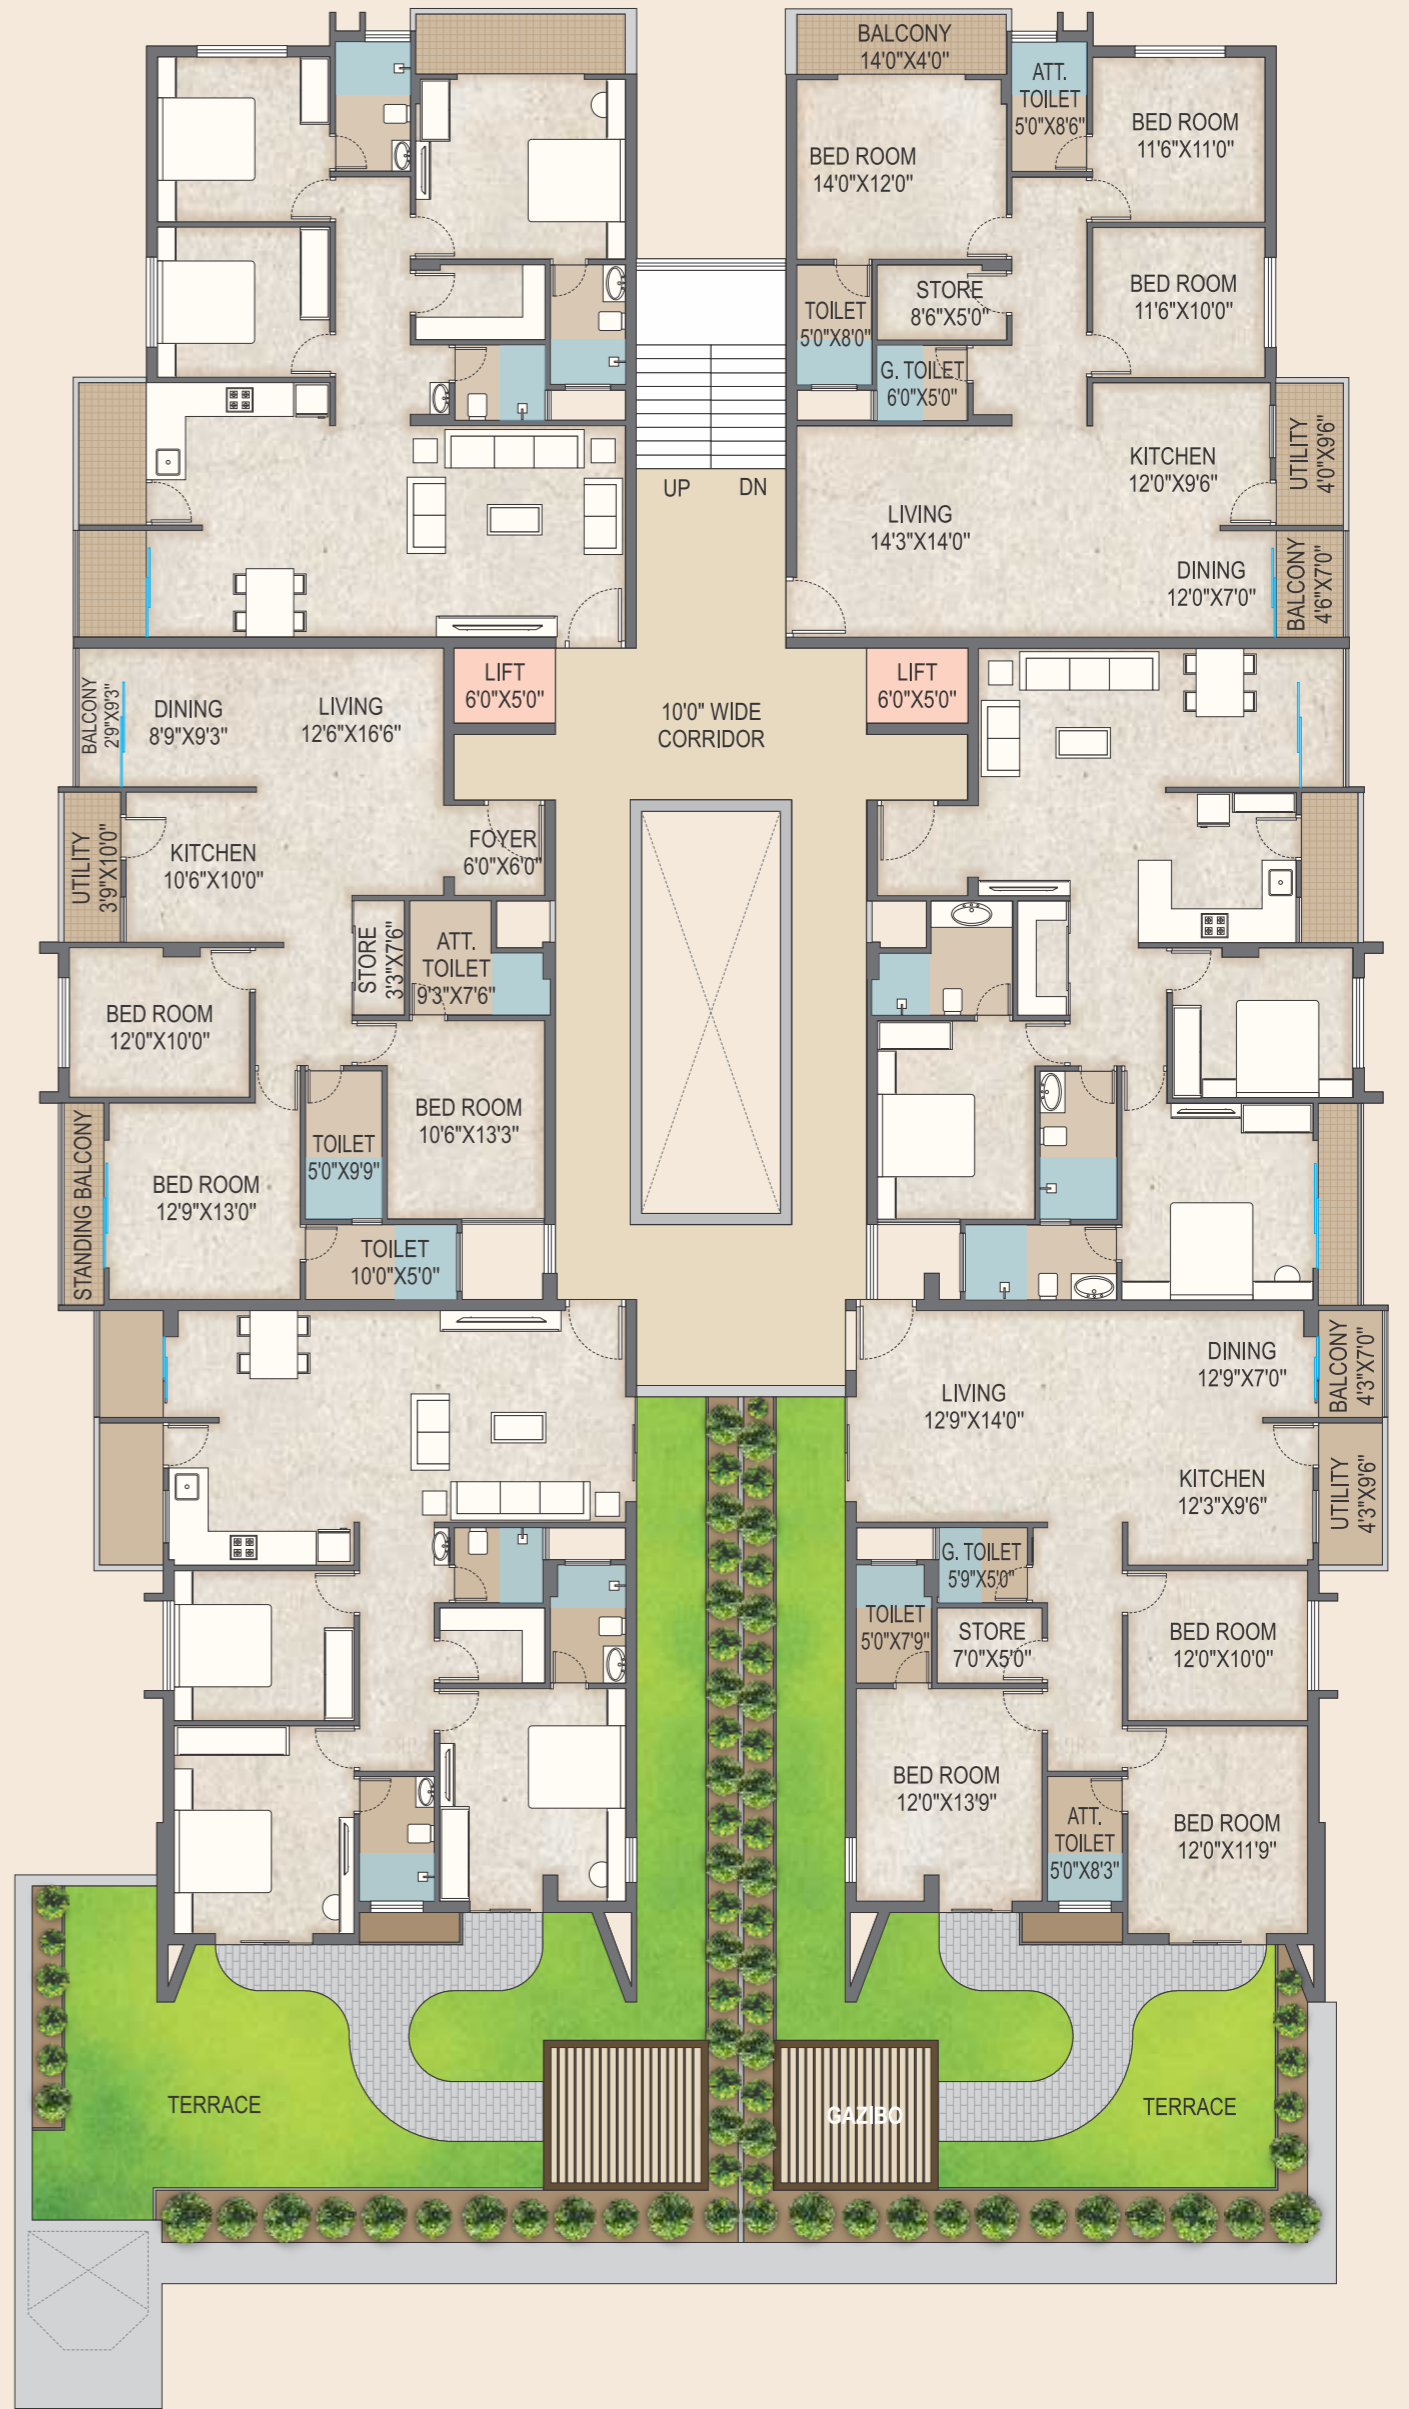 BALCONY
14'0"X4'0"
ATT.
TOILET
5'0"X8'6"
BED ROOM
11'6"X11'0"
BED ROOM
14'0"X12'0"
BED ROOM
11'6"X10'0"
STORE
8'6"X5'0"
TOILET
5'0"X8'0"
G. TOILET
6'0"X5'0"
KITCHEN
12'0"X9'6"
UTILITY
4'0"X9'6"
UP
DN
LIVING
14'3"X14'0"
DINING
12'0"X7'0"
BALCONY
4'6"X7'0"
LIFT
6'0"X5'0"
LIFT
6'0"X5'0"
10'0" WIDE
CORRIDOR
BALCONY
2'9"X9'3"
DINING
8'9"X9'3"
LIVING
12'6"X16'6"
UTILITY
3'9"X10'0"
KITCHEN
10'6"X10'0"
FOYER
6'0"X6'0"
STORE
3'3"X7'6"
ATT.
TOILET
9'3"X7'6"
BED ROOM
12'0"X10'0"
BED ROOM
10'6"X13'3"
STANDING BALCONY
BED ROOM
12'9"X13'0"
TOILET
5'0"X9'9"
TOILET
10'0"X5'0"
LIVING
12'9"X14'0"
DINING
12'9"X7'0"
BALCONY
4'3"X7'0"
KITCHEN
12'3"X9'6"
UTILITY
4'3"X9'6"
G. TOILET
5'9"X5'0"
TOILET
5'0"X7'9"
STORE
7'0"X5'0"
BED ROOM
12'0"X10'0"
BED ROOM
12'0"X13'9"
ATT.
TOILET
5'0"X8'3"
BED ROOM
12'0"X11'9"
TERRACE
GAZIBO
TERRACE